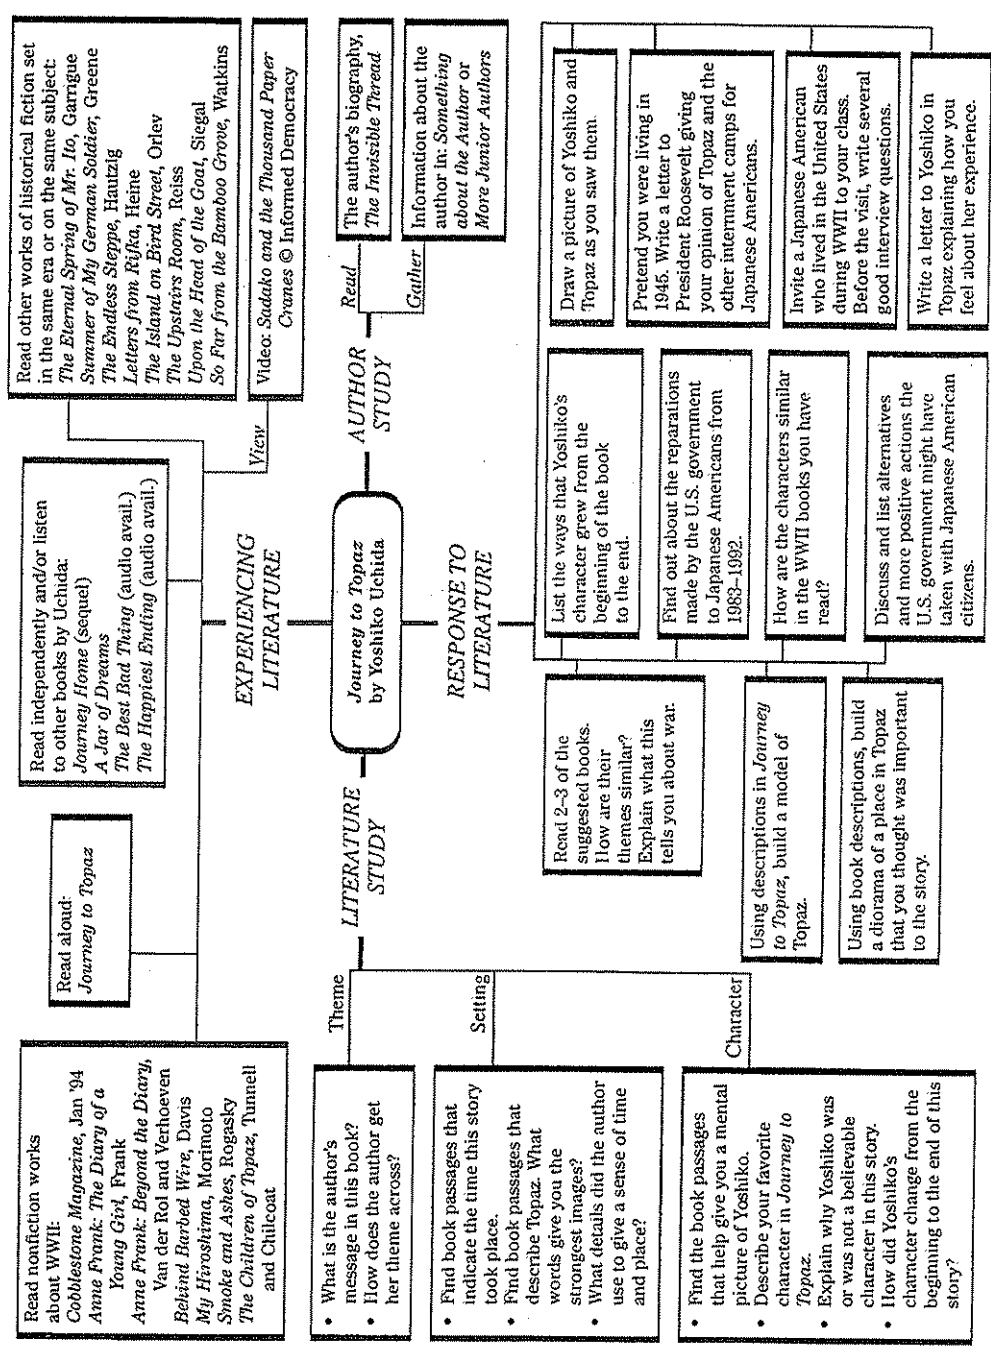 Read nonfiction works
about WWII:
Cobblestone Magazine, Jan '94
Anne Frank: The Diary of a
Young Girl, Frank
Anne Frank: Beyond the Diary,
Van der Rol and Verhoeven
Behind Barbed Wire, Davis
My Hiroshima, Morimoto
Smoke and Ashes, Rogasky
The Children of Topaz, Tunnell
and Chilcoat
Read aloud:
Journey to Topaz
Read independently and/or listen
to other books by Uchida:
Journey Home (sequel)
A Jar of Dreams
The Best Bad Thing (audio avail.)
The Happiest Ending (audio avail.)
Read other works of historical fiction set
in the same era or on the same subject:
The Eternal Spring of Mr. Ito, Garrigue
Summer of My German Soldier, Greene
The Endless Steppe, Hautzig
Letters from Rifka, Heine
The Island on Bird Street, Orlev
The Upstairs Room, Reiss
Upon the Head of the Goat, Siegal
So Far from the Bamboo Grove, Watkins
View
Video: Sadako and the Thousand Paper
Cranes © Informed Democracy
EXPERIENCING
LITERATURE
LITERATURE
STUDY
Journey to Topaz
by Yoshiko Uchida
AUTHOR
STUDY
Read
The author's biography,
The Invisible Thread
Gather
Information about the
author in: Something
about the Author or
More Junior Authors
RESPONSE TO
LITERATURE
Theme
• What is the author's
message in this book?
• How does the author get
her theme across?
Setting
• Find book passages that
indicate the time this story
took place.
• Find book passages that
describe Topaz. What
words give you the
strongest images?
• What details did the author
use to give a sense of time
and place?
Character
• Find the book passages
that help give you a mental
picture of Yoshiko.
• Describe your favorite
character in Journey to
Topaz.
• Explain why Yoshiko was
or was not a believable
character in this story.
• How did Yoshiko's
character change from the
beginning to the end of this
story?
Read 2–3 of the
suggested books.
How are their
themes similar?
Explain what this
tells you about war.
Using descriptions in Journey
to Topaz, build a model of
Topaz.
Using book descriptions, build
a diorama of a place in Topaz
that you thought was important
to the story.
List the ways that Yoshiko's
character grew from the
beginning of the book
to the end.
Find out about the reparations
made by the U.S. government
to Japanese Americans from
1983–1992.
How are the characters similar
in the WWII books you have
read?
Discuss and list alternatives
and more positive actions the
U.S. government might have
taken with Japanese American
citizens.
Draw a picture of Yoshiko and
Topaz as you saw them.
Pretend you were living in
1945. Write a letter to
President Roosevelt giving
your opinion of Topaz and the
other internment camps for
Japanese Americans.
Invite a Japanese American
who lived in the United States
during WWII to your class.
Before the visit, write several
good interview questions.
Write a letter to Yoshiko in
Topaz explaining how you
feel about her experience.